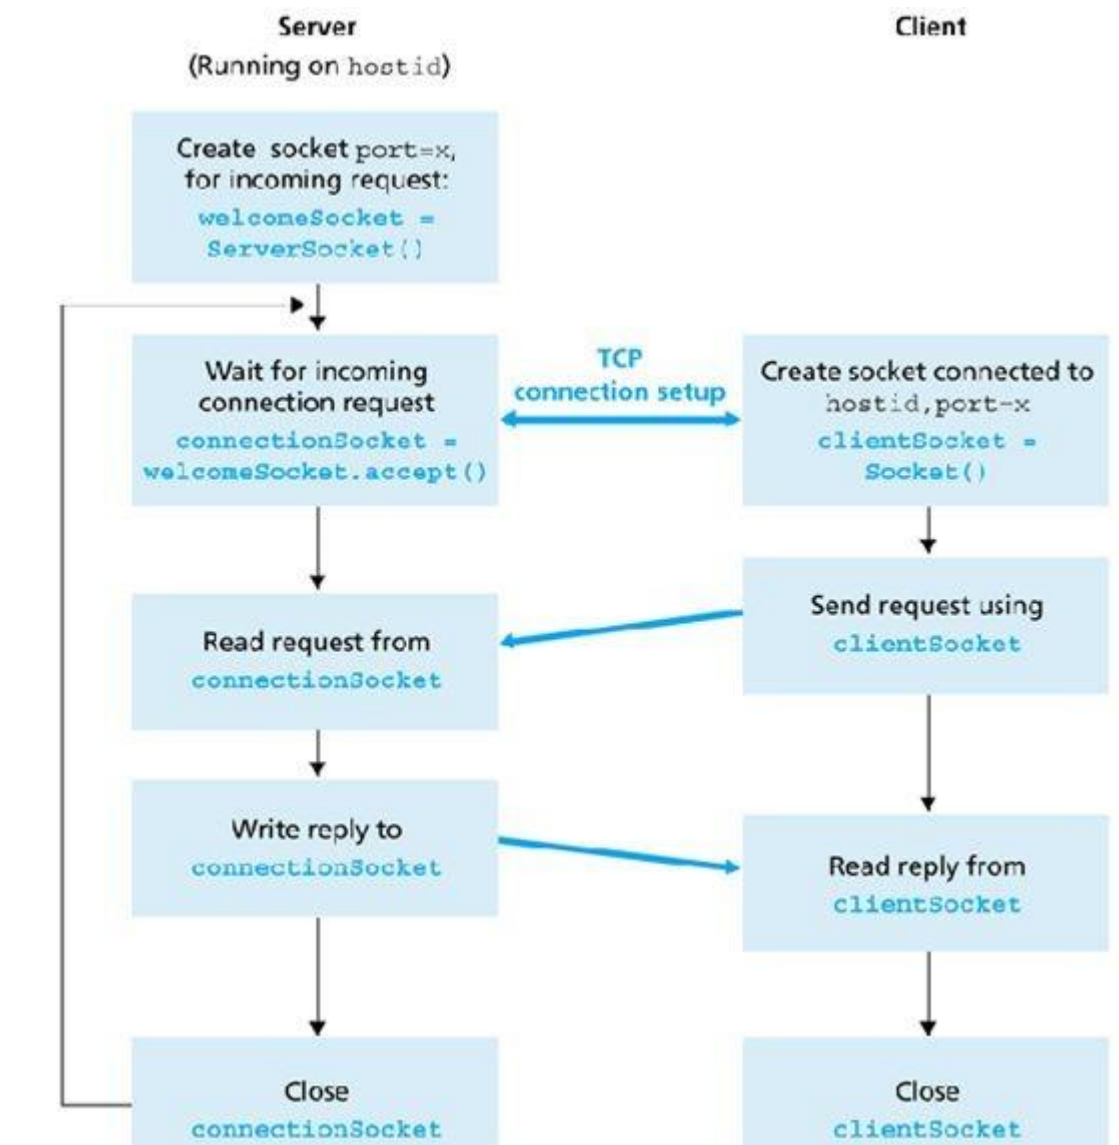 Server
(Running on hostid)
Create socket port=x,
for incoming request:
welcomeSocket =
ServerSocket()
Wait for incoming
connection request
connectionSocket =
welcomeSocket.accept()
Read request from
connectionSocket
Write reply to
connectionSocket
Close
connectionSocket
TCP
connection setup
Client
Create socket connected to
hostid,port=x
clientSocket =
Socket()
Send request using
clientSocket
Read reply from
clientSocket
Close
clientSocket